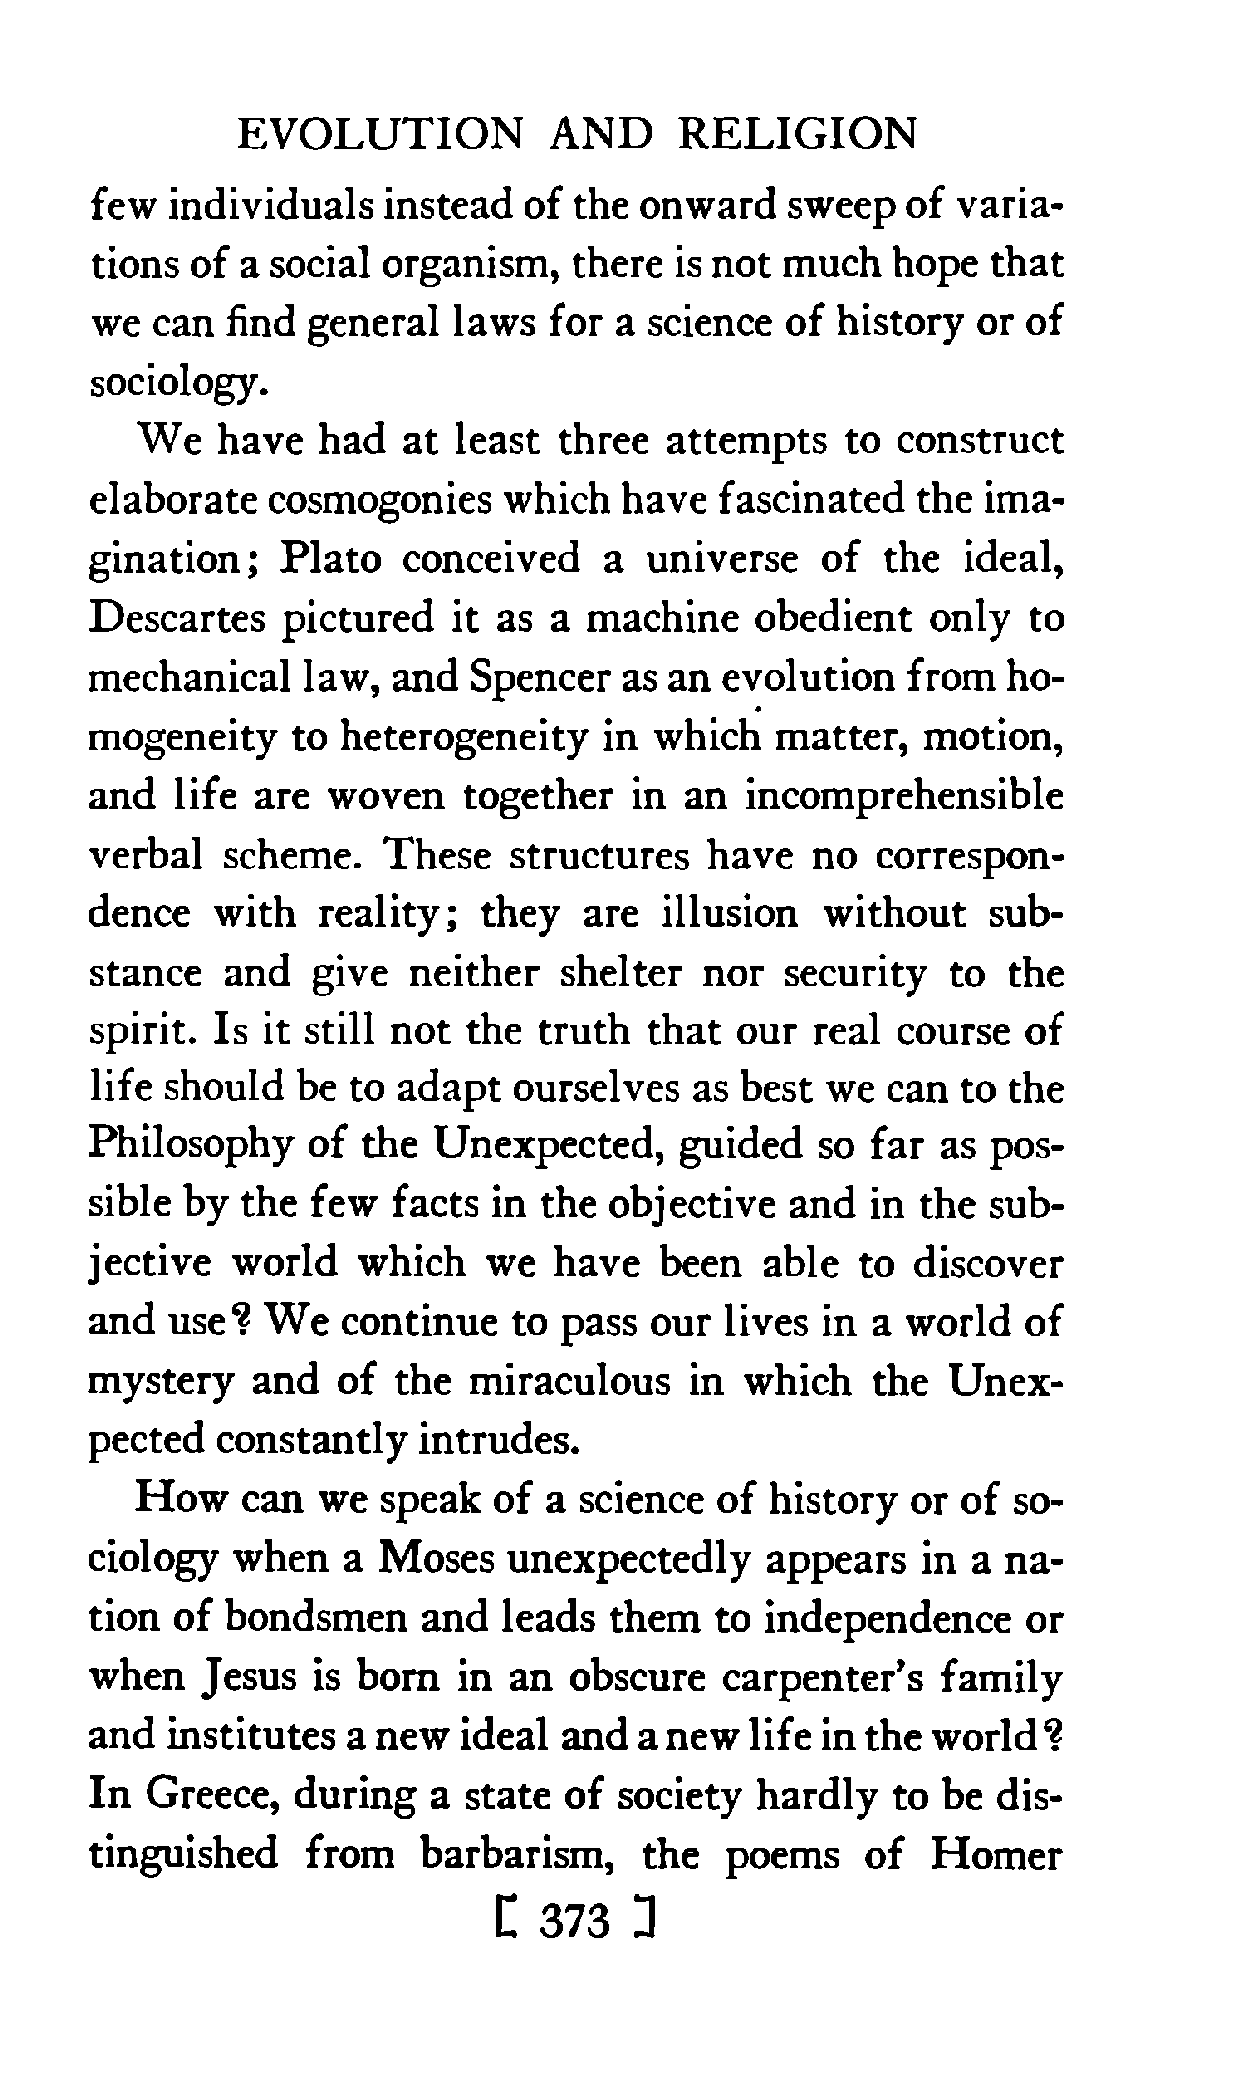 EVOLUTION AND RELIGION
few individuals instead of the onward sweep of varia-
tions of a social organism, there is not much hope that
we can find general laws for a science of history or of
sociology.
We have had at least three attempts to construct
elaborate cosmogonies which have fascinated the ima-
gination; Plato conceived a universe of the ideal,
Descartes pictured it as a machine obedient only to
mechanical law, and Spencer as an evolution from ho-
mogeneity to heterogeneity in which matter, motion,
and life are woven together in an incomprehensible
verbal scheme. These structures have no correspon-
dence with reality; they are illusion without sub-
stance and give neither shelter nor security to the
spirit. Is it still not the truth that our real course of
life should be to adapt ourselves as best we can to the
Philosophy of the Unexpected, guided so far as pos-
sible by the few facts in the objective and in the sub-
jective world which we have been able to discover
and use? We continue to pass our lives in a world of
mystery and of the miraculous in which the Unex-
pected constantly intrudes.
How can we speak of a science of history or of so-
ciology when a Moses unexpectedly appears in a na-
tion of bondsmen and leads them to independence or
when Jesus is born in an obscure carpenter's family
and institutes a new ideal and a new life in the world?
In Greece, during a state of society hardly to be dis-
tinguished from barbarism, the poems of Homer
[ 373 ]